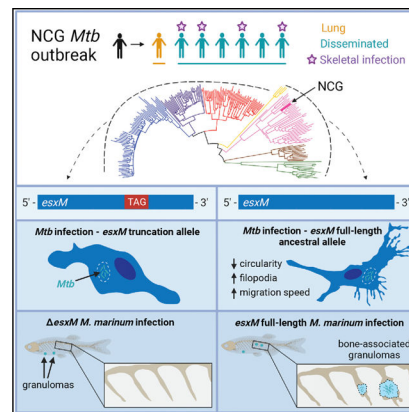 NCG Mtb
outbreak
Lung
Disseminated
Skeletal infection
NCG
5' - esxM TAG - 3'
5' - esxM - 3'
Mtb infection - esxM truncation allele
Mtb
Mtb infection - esxM full-length
ancestral allele
↓ circularity
↑ filopodia
↑ migration speed
ΔesxM M. marinum infection
granulomas
esxM full-length M. marinum infection
bone-associated
granulomas